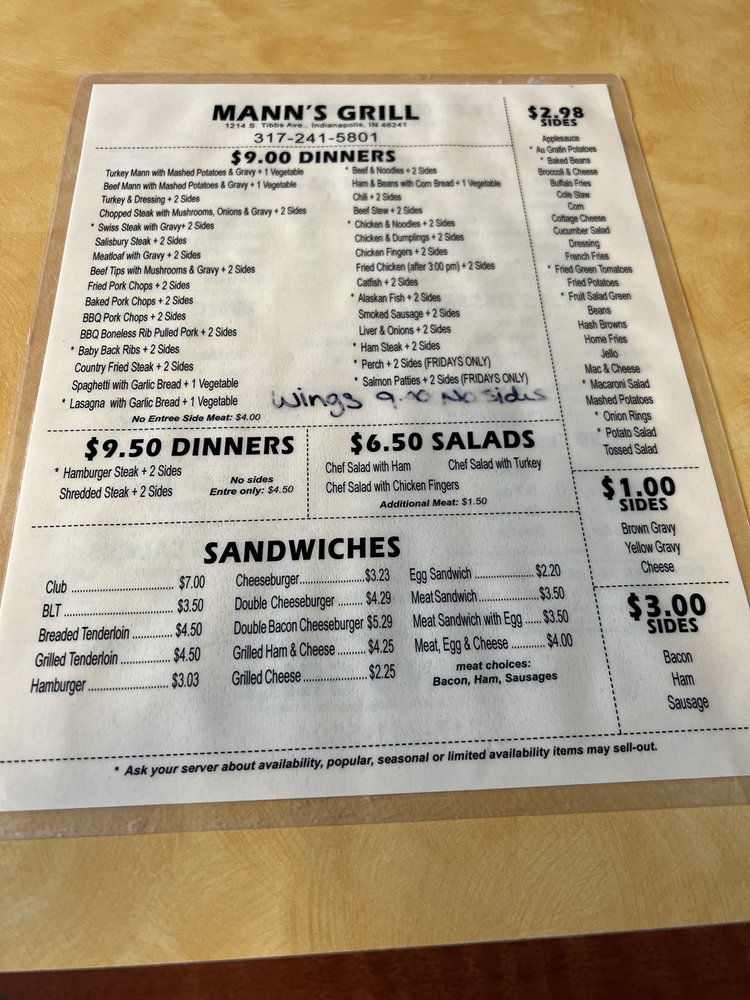 MANN'S GRILL
1214 S. Tibbs Ave., Indianapolis, IN 46241
317-241-5801
$9.00 DINNERS
Turkey Mann with Mashed Potatoes & Gravy + 1 Vegetable
Beef Mann with Mashed Potatoes & Gravy + 1 Vegetable
Turkey & Dressing + 2 Sides
Chopped Steak with Mushrooms, Onions & Gravy + 2 Sides
* Swiss Steak with Gravy+ 2 Sides
Salisbury Steak + 2 Sides
Meatloaf with Gravy + 2 Sides
Beef Tips with Mushrooms & Gravy + 2 Sides
Fried Pork Chops + 2 Sides
Baked Pork Chops + 2 Sides
BBQ Pork Chops + 2 Sides
BBQ Boneless Rib Pulled Pork + 2 Sides
* Baby Back Ribs + 2 Sides
Country Fried Steak + 2 Sides
Spaghetti with Garlic Bread + 1 Vegetable
* Lasagna with Garlic Bread + 1 Vegetable
No Entree Side Meat: $4.00
* Beef & Noodles + 2 Sides
Ham & Beans with Corn Bread + 1 Vegetable
Chili + 2 Sides
Beef Stew + 2 Sides
* Chicken & Noodles + 2 Sides
Chicken & Dumplings + 2 Sides
Chicken Fingers + 2 Sides
Fried Chicken (after 3:00 pm) + 2 Sides
Catfish + 2 Sides
* Alaskan Fish + 2 Sides
Smoked Sausage + 2 Sides
Liver & Onions + 2 Sides
* Ham Steak + 2 Sides
* Perch + 2 Sides (FRIDAYS ONLY)
* Salmon Patties + 2 Sides (FRIDAYS ONLY)
Wings 9.00 No sides
$9.50 DINNERS
* Hamburger Steak + 2 Sides
Shredded Steak + 2 Sides
No sides
Entre only: $4.50
$6.50 SALADS
Chef Salad with Ham
Chef Salad with Turkey
Chef Salad with Chicken Fingers
Additional Meat: $1.50
SANDWICHES
Club ........................ $7.00
BLT ........................ $3.50
Breaded Tenderloin ............ $4.50
Grilled Tenderloin ............... $4.50
Hamburger ..................... $3.03
Cheeseburger.................$3.23
Double Cheeseburger ....... $4.29
Double Bacon Cheeseburger $5.29
Grilled Ham & Cheese ....... $4.25
Grilled Cheese .................... $2.25
Egg Sandwich ................ $2.20
Meat Sandwich................ $3.50
Meat Sandwich with Egg ..... $3.50
Meat, Egg & Cheese .......... $4.00
meat choices:
Bacon, Ham, Sausages
$2.98
SIDES
Applesauce
* Au Gratin Potatoes
* Baked Beans
Broccoli & Cheese
Buffalo Fries
Cole Slaw
Corn
Cottage Cheese
Cucumber Salad
Dressing
French Fries
* Fried Green Tomatoes
Fried Potatoes
* Fruit Salad Green
Beans
Hash Browns
Home Fries
Jello
Mac & Cheese
* Macaroni Salad
Mashed Potatoes
* Onion Rings
* Potato Salad
Tossed Salad
$1.00
SIDES
Brown Gravy
Yellow Gravy
Cheese
$3.00
SIDES
Bacon
Ham
Sausage
* Ask your server about availability, popular, seasonal or limited availability items may sell-out.